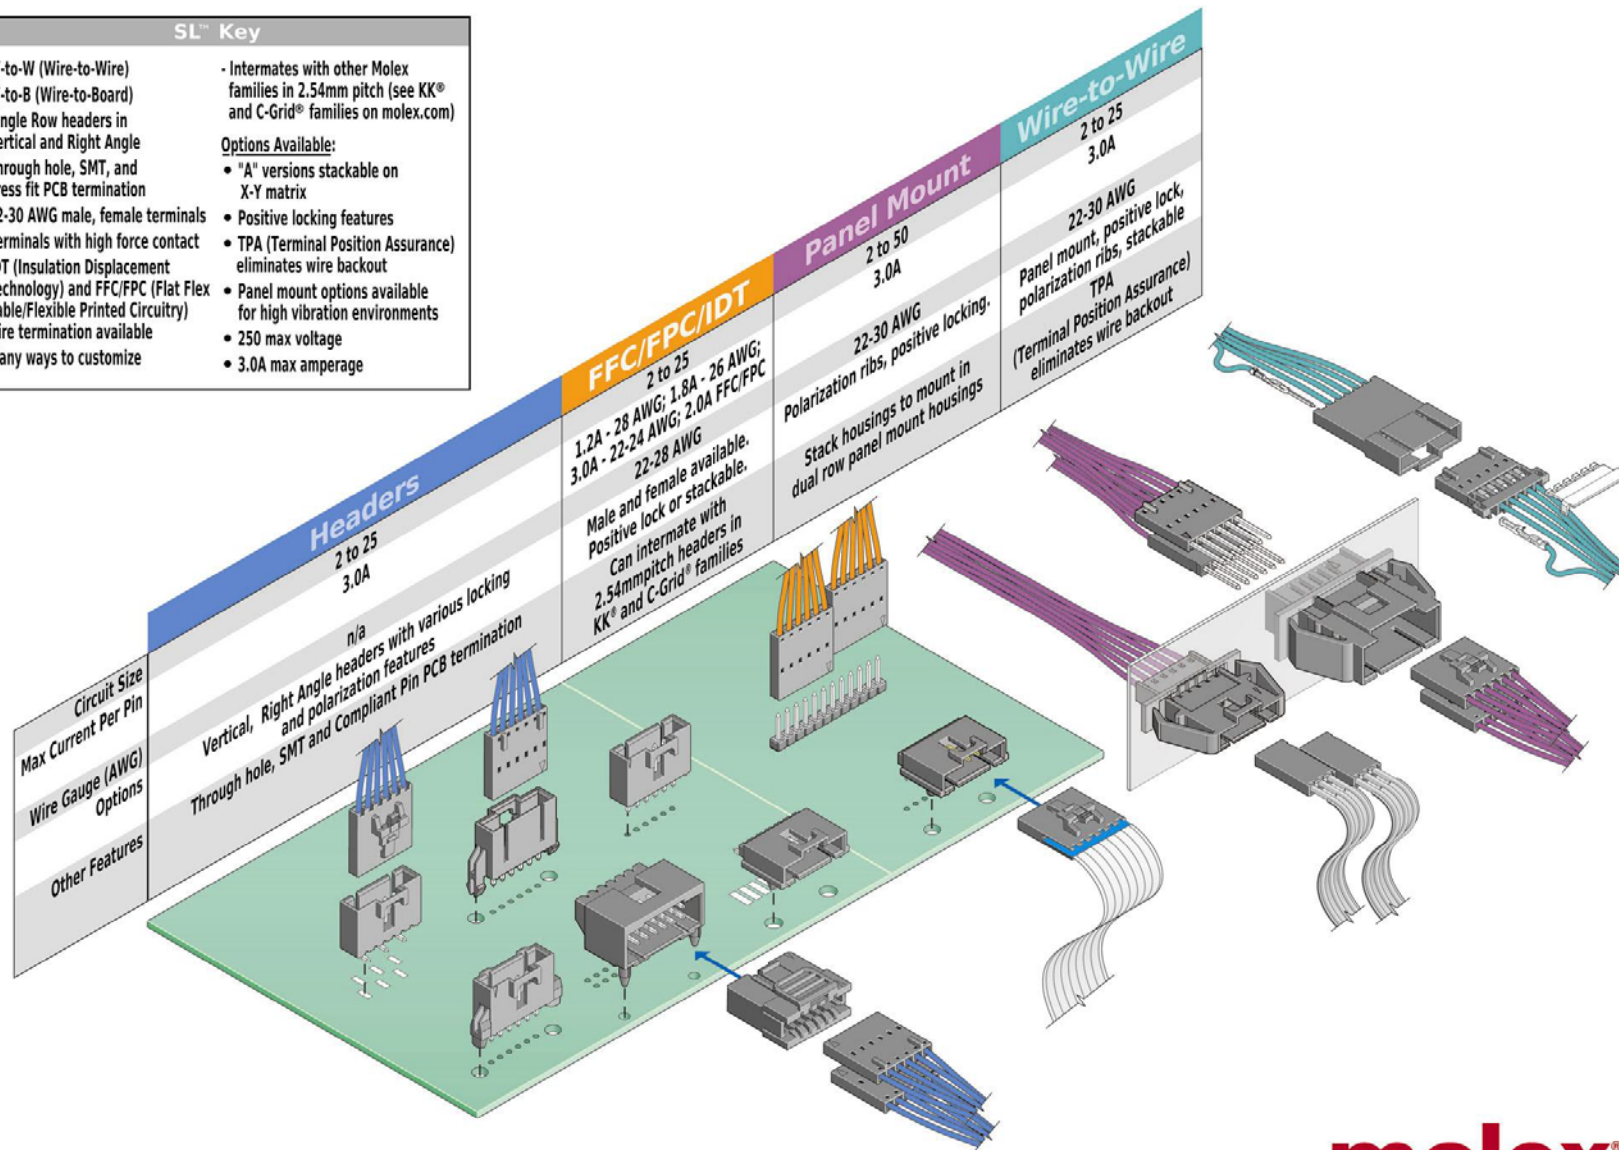 SL™ Key
-to-W (Wire-to-Wire)
-to-B (Wire-to-Board)
ngle Row headers in
ertical and Right Angle
hrough hole, SMT, and
ess fit PCB termination
2-30 AWG male, female terminals
erminals with high force contact
DT (Insulation Displacement
echnology) and FFC/FPC (Flat Flex
able/Flexible Printed Circuitry)
ire termination available
any ways to customize
- Intermates with other Molex
families in 2.54mm pitch (see KK®
and C-Grid® families on molex.com)
Options Available:
• "A" versions stackable on
X-Y matrix
• Positive locking features
• TPA (Terminal Position Assurance)
eliminates wire backout
• Panel mount options available
for high vibration environments
• 250 max voltage
• 3.0A max amperage
Circuit Size
Max Current Per Pin
Wire Gauge (AWG)
Options
Other Features
Headers
2 to 25
3.0A
n/a
Vertical, Right Angle headers with various locking
and polarization features
Through hole, SMT and Compliant Pin PCB termination
FFC/FPC/IDT
2 to 25
1.2A - 28 AWG; 1.8A - 26 AWG;
3.0A - 22-24 AWG; 2.0A FFC/FPC
22-28 AWG
Male and female available.
Positive lock or stackable.
Can intermate with
2.54mmpitch headers in
KK® and C-Grid® families
Panel Mount
2 to 50
3.0A
22-30 AWG
Polarization ribs, positive locking.
Stack housings to mount in
dual row panel mount housings
Wire-to-Wire
2 to 25
3.0A
22-30 AWG
Panel mount, positive lock,
polarization ribs, stackable
TPA
(Terminal Position Assurance)
eliminates wire backout
molex®